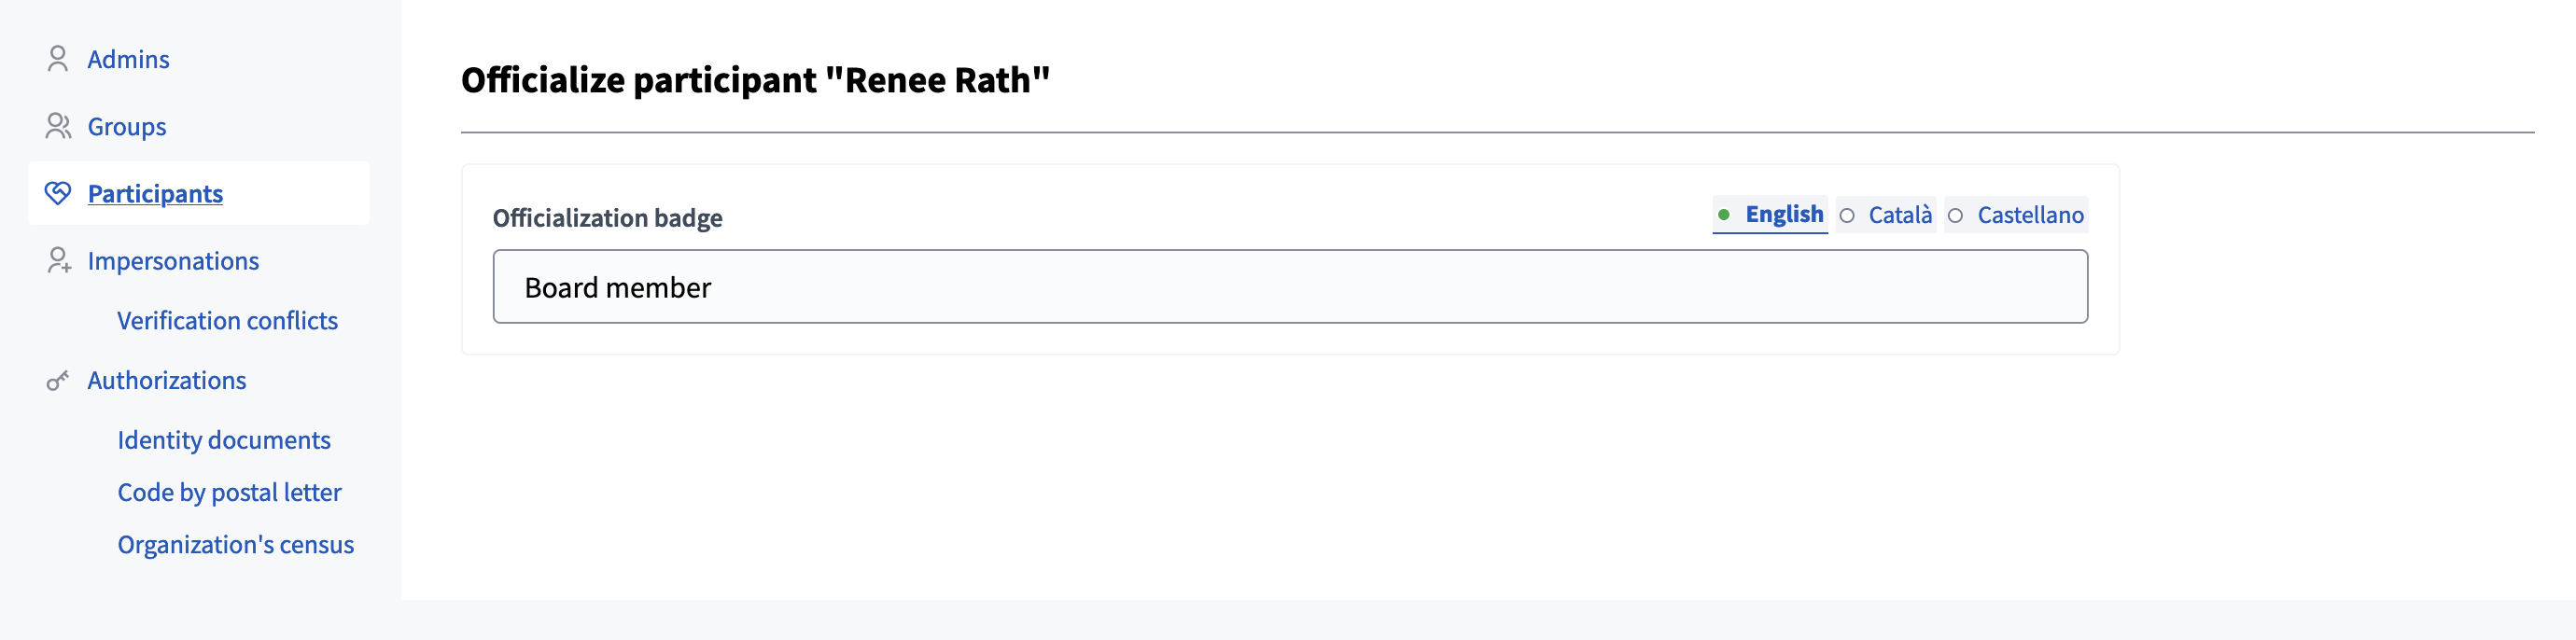 Admins
Groups
Participants
Impersonations
Verification conflicts
Authorizations
Identity documents
Code by postal letter
Organization's census
Officialize participant "Renee Rath"
Officialization badge
English Català Castellano
Board member